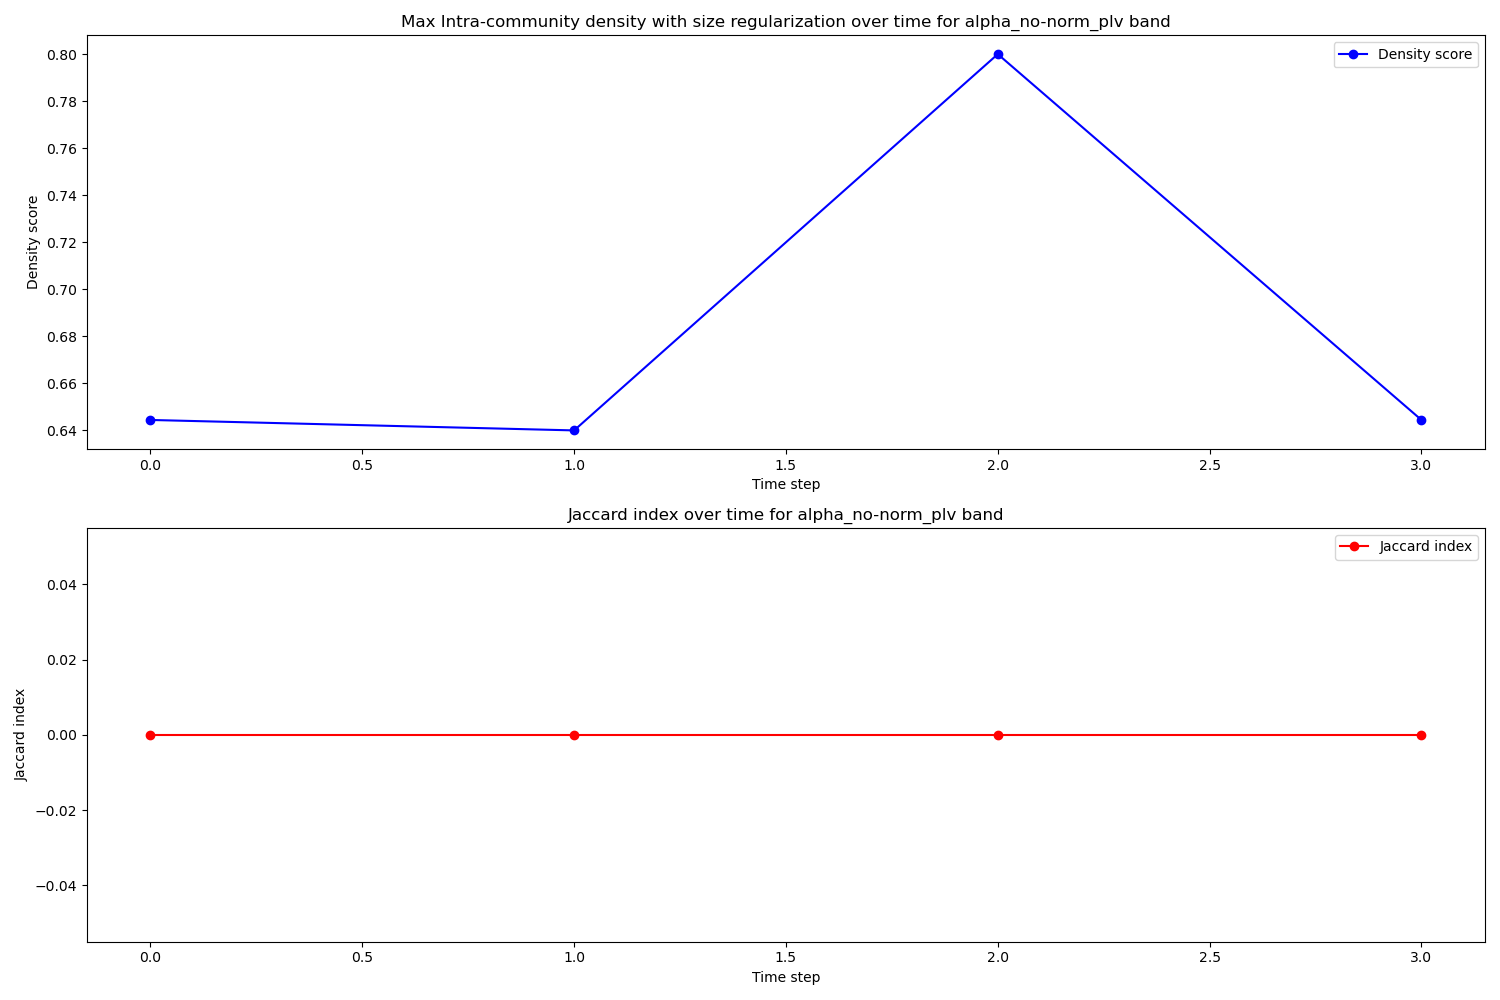 Max Intra-community density with size regularization over time for alpha_no-norm_plv band
Density score
0.80
0.78
0.76
0.74
0.72
0.70
0.68
0.66
0.64
Density score
0.0 0.5 1.0 1.5 2.0 2.5 3.0
Time step
Jaccard index over time for alpha_no-norm_plv band
Jaccard index
0.04
0.02
0.00
−0.02
−0.04
Jaccard index
0.0 0.5 1.0 1.5 2.0 2.5 3.0
Time step